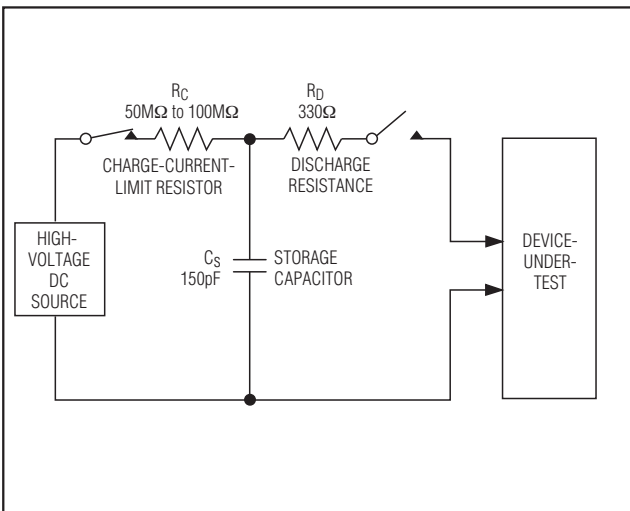 R_C
50MΩ to 100MΩ
CHARGE-CURRENT-
LIMIT RESISTOR
R_D
330Ω
DISCHARGE
RESISTANCE
HIGH-
VOLTAGE
DC
SOURCE
C_S
150pF
STORAGE
CAPACITOR
DEVICE-
UNDER-
TEST